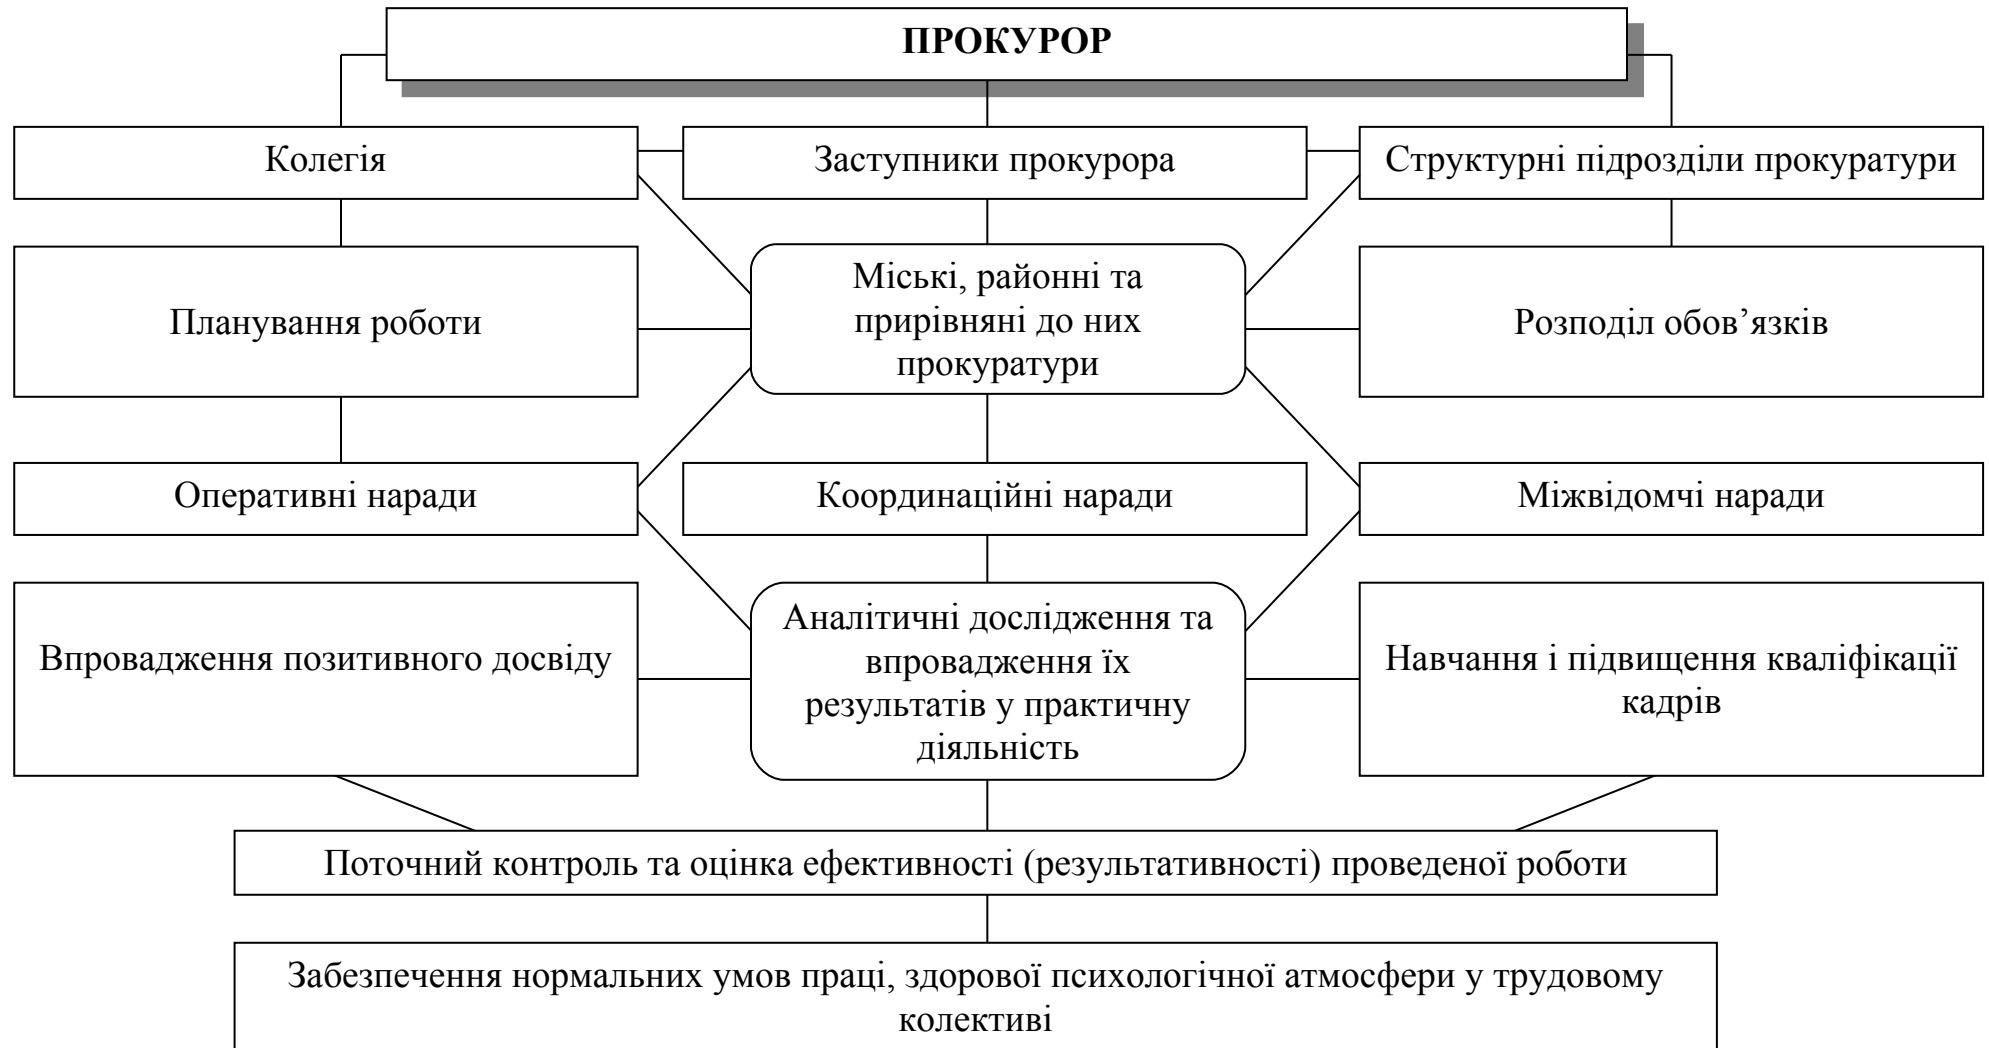 ПРОКУРОР
Колегія
Заступники прокурора
Структурні підрозділи прокуратури
Планування роботи
Міські, районні та
прирівняні до них
прокуратури
Розподіл обов’язків
Оперативні наради
Координаційні наради
Міжвідомчі наради
Впровадження позитивного досвіду
Аналітичні дослідження та
впровадження їх
результатів у практичну
діяльність
Навчання і підвищення кваліфікації
кадрів
Поточний контроль та оцінка ефективності (результативності) проведеної роботи
Забезпечення нормальних умов праці, здорової психологічної атмосфери у трудовому
колективі